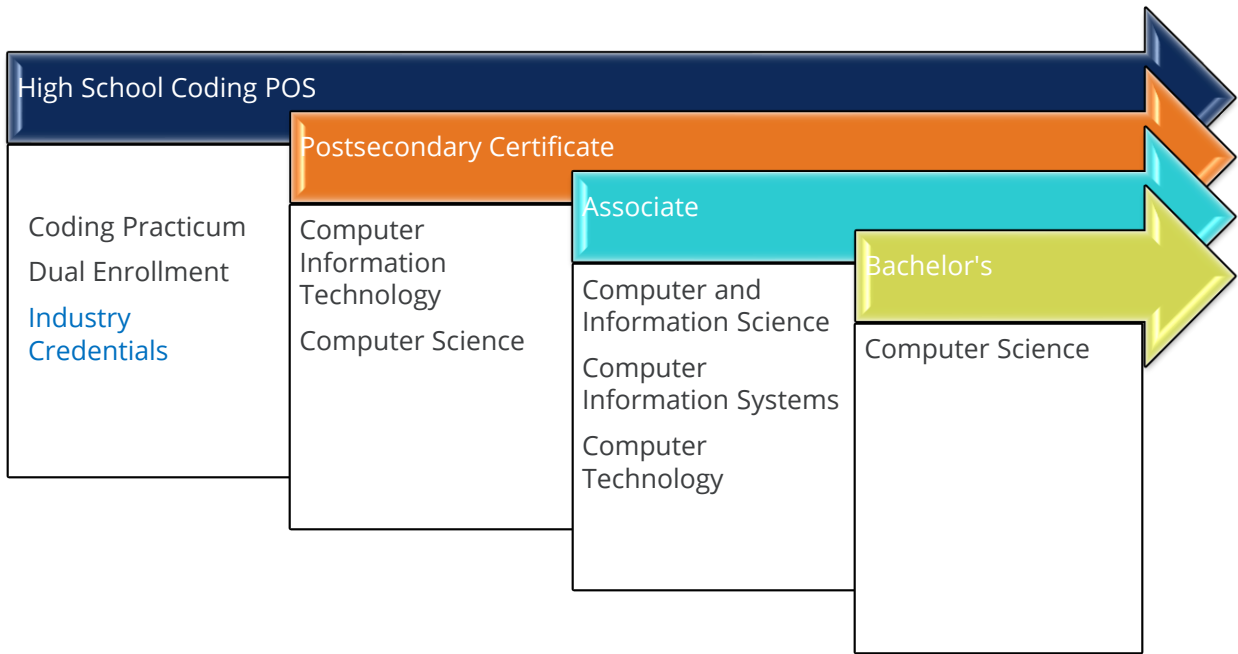 High School Coding POS
Coding Practicum
Dual Enrollment
Industry
Credentials
Postsecondary Certificate
Computer
Information
Technology
Computer Science
Associate
Computer and
Information Science
Computer
Information Systems
Computer
Technology
Bachelor's
Computer Science